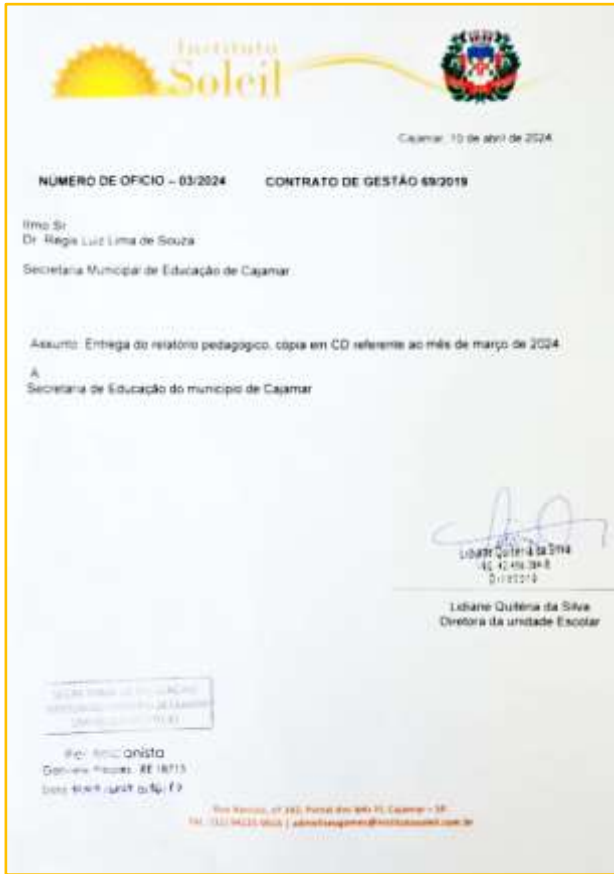 Instituto
Soleil
Cajamar, 10 de abril de 2024
NUMERO DE OFICIO – 03/2024 CONTRATO DE GESTÃO 69/2019
Ilmo Sr
Dr. Regis Luiz Lima de Souza
Secretaria Municipal de Educação de Cajamar
Assunto: Entrega do relatório pedagógico, cópia em CD referente ao mês de março de 2024
A
Secretaria de Educação do município de Cajamar
Lidiane Quitéria da Silva
Diretora
Lidiane Quitéria da Silva
Diretora da unidade Escolar